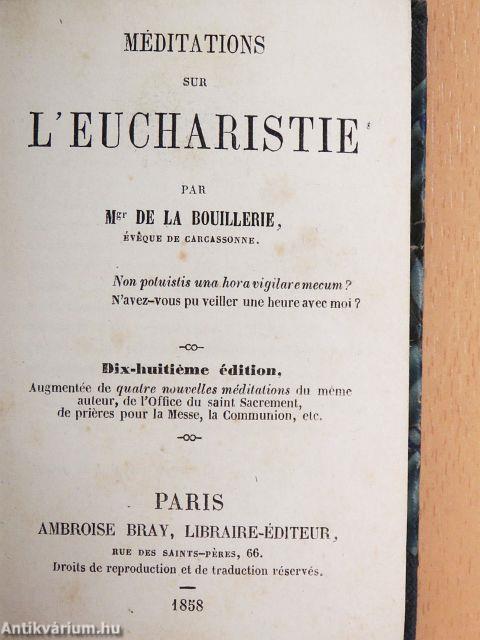 MÉDITATIONS
SUR
L'EUCHARISTIE
PAR
Mgr DE LA BOUILLERIE,
ÉVÊQUE DE CARCASSONNE.
Non potuistis una hora vigilare mecum?
N'avez-vous pu veiller une heure avec moi?
Dix-huitième édition,
Augmentée de quatre nouvelles méditations du même
auteur, de l'Office du saint Sacrement,
de prières pour la Messe, la Communion, etc.
PARIS
AMBROISE BRAY, LIBRAIRE-ÉDITEUR,
RUE DES SAINTS-PÈRES, 66.
Droits de reproduction et de traduction réservés.
1858
Antikvárium.hu